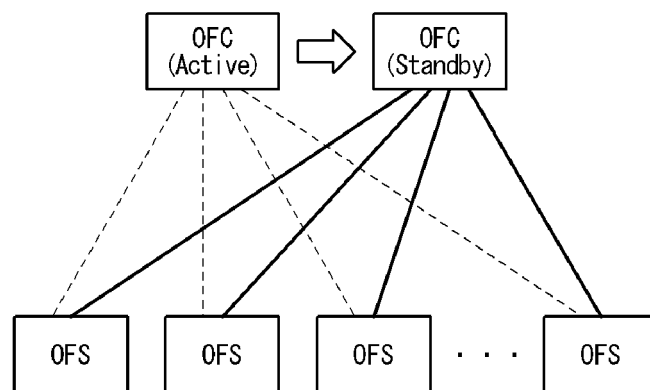 OFC
(Active)
OFC
(Standby)
OFS
OFS
OFS
. . .
OFS